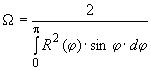 Ω = 2 / ∫₀^π R²(φ)· sin φ· dφ